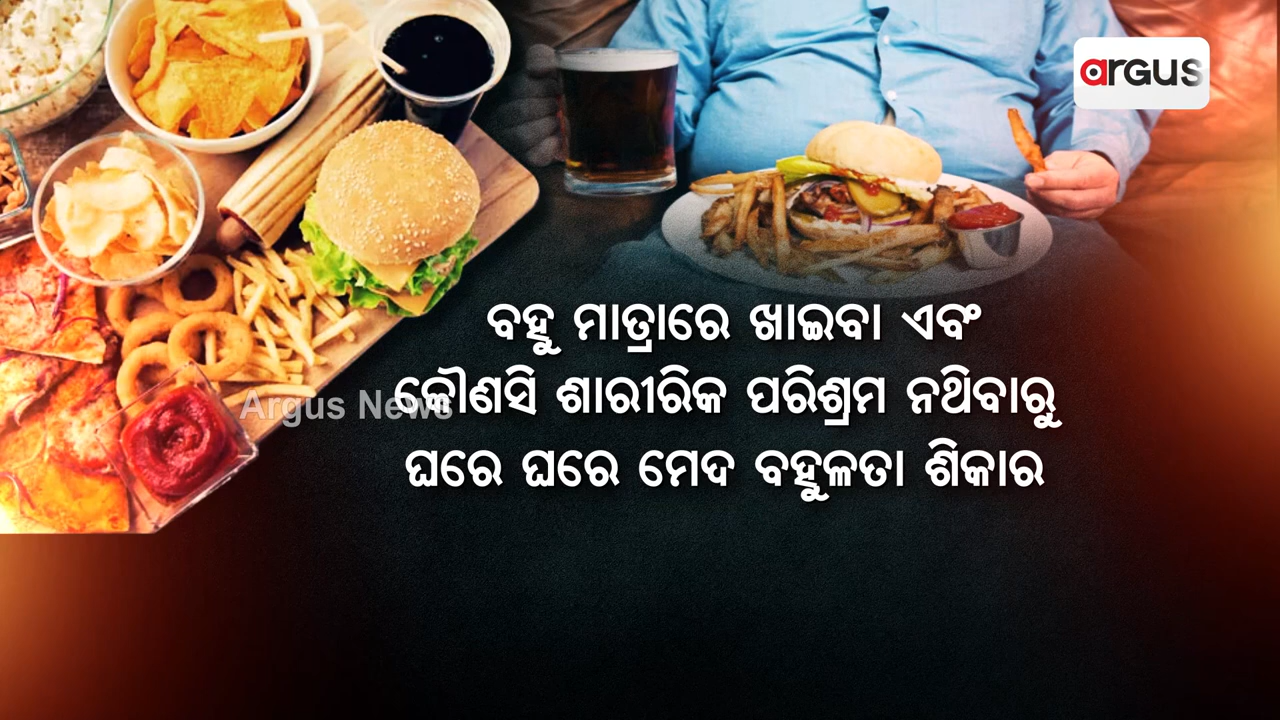 argus
ବହୁ ମାତ୍ରାରେ ଖାଇବା ଏବଂ
କୌଣସି ଶାରୀରିକ ପରିଶ୍ରମ ନଥିବାରୁ
Argus News
ଘରେ ଘରେ ମେଦ ବହୁଳତା ଶିକାର